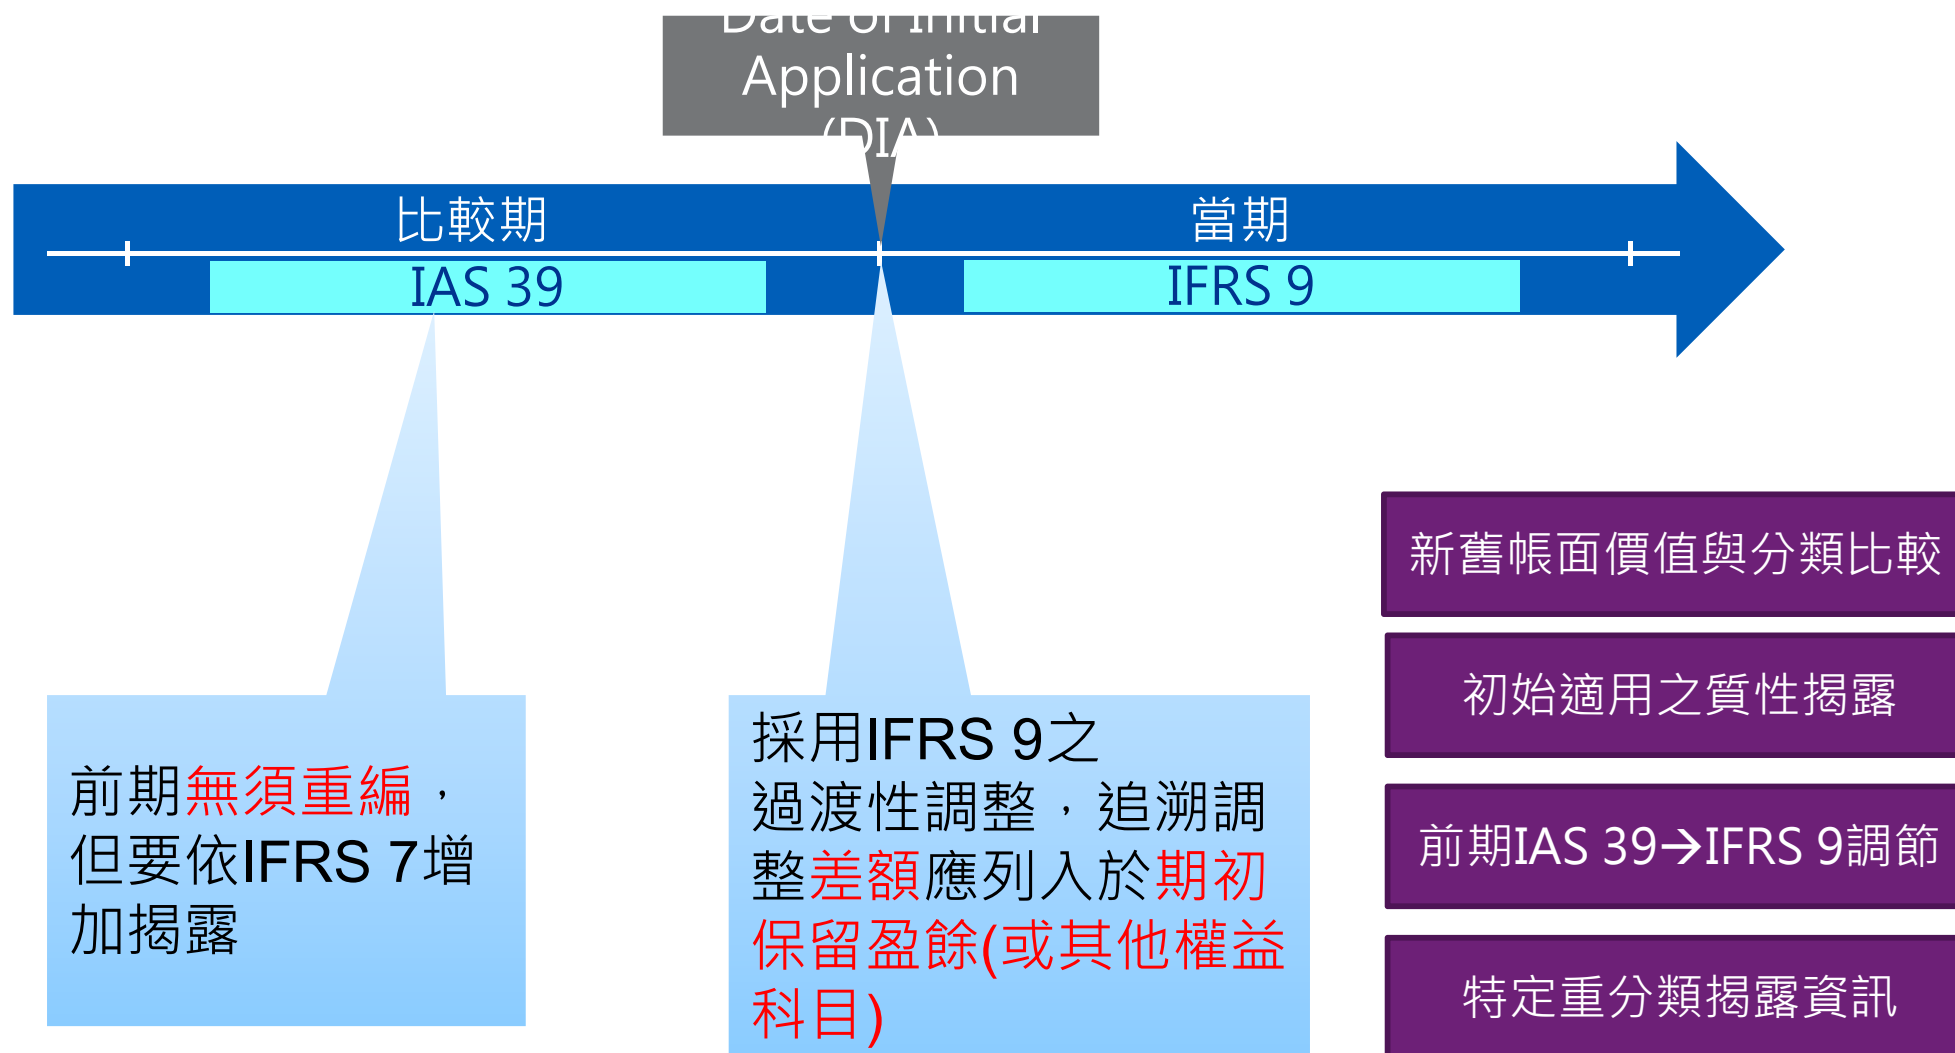 Date of Initial
Application
(DIA)
比較期
當期
IAS 39
IFRS 9
前期無須重編，
但要依IFRS 7增
加揭露
採用IFRS 9之
過渡性調整，追溯調
整差額應列入於期初
保留盈餘(或其他權益
科目)
新舊帳面價值與分類比較
初始適用之質性揭露
前期IAS 39→IFRS 9調節
特定重分類揭露資訊